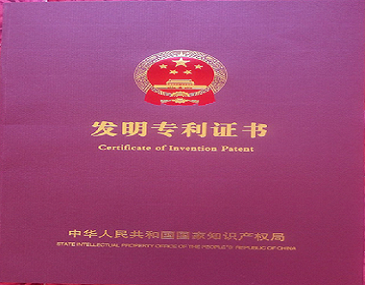 发明专利证书
Certificate of Invention Patent
中华人民共和国国家知识产权局
STATE INTELLECTUAL PROPERTY OFFICE OF THE PEOPLE'S REPUBLIC OF CHINA